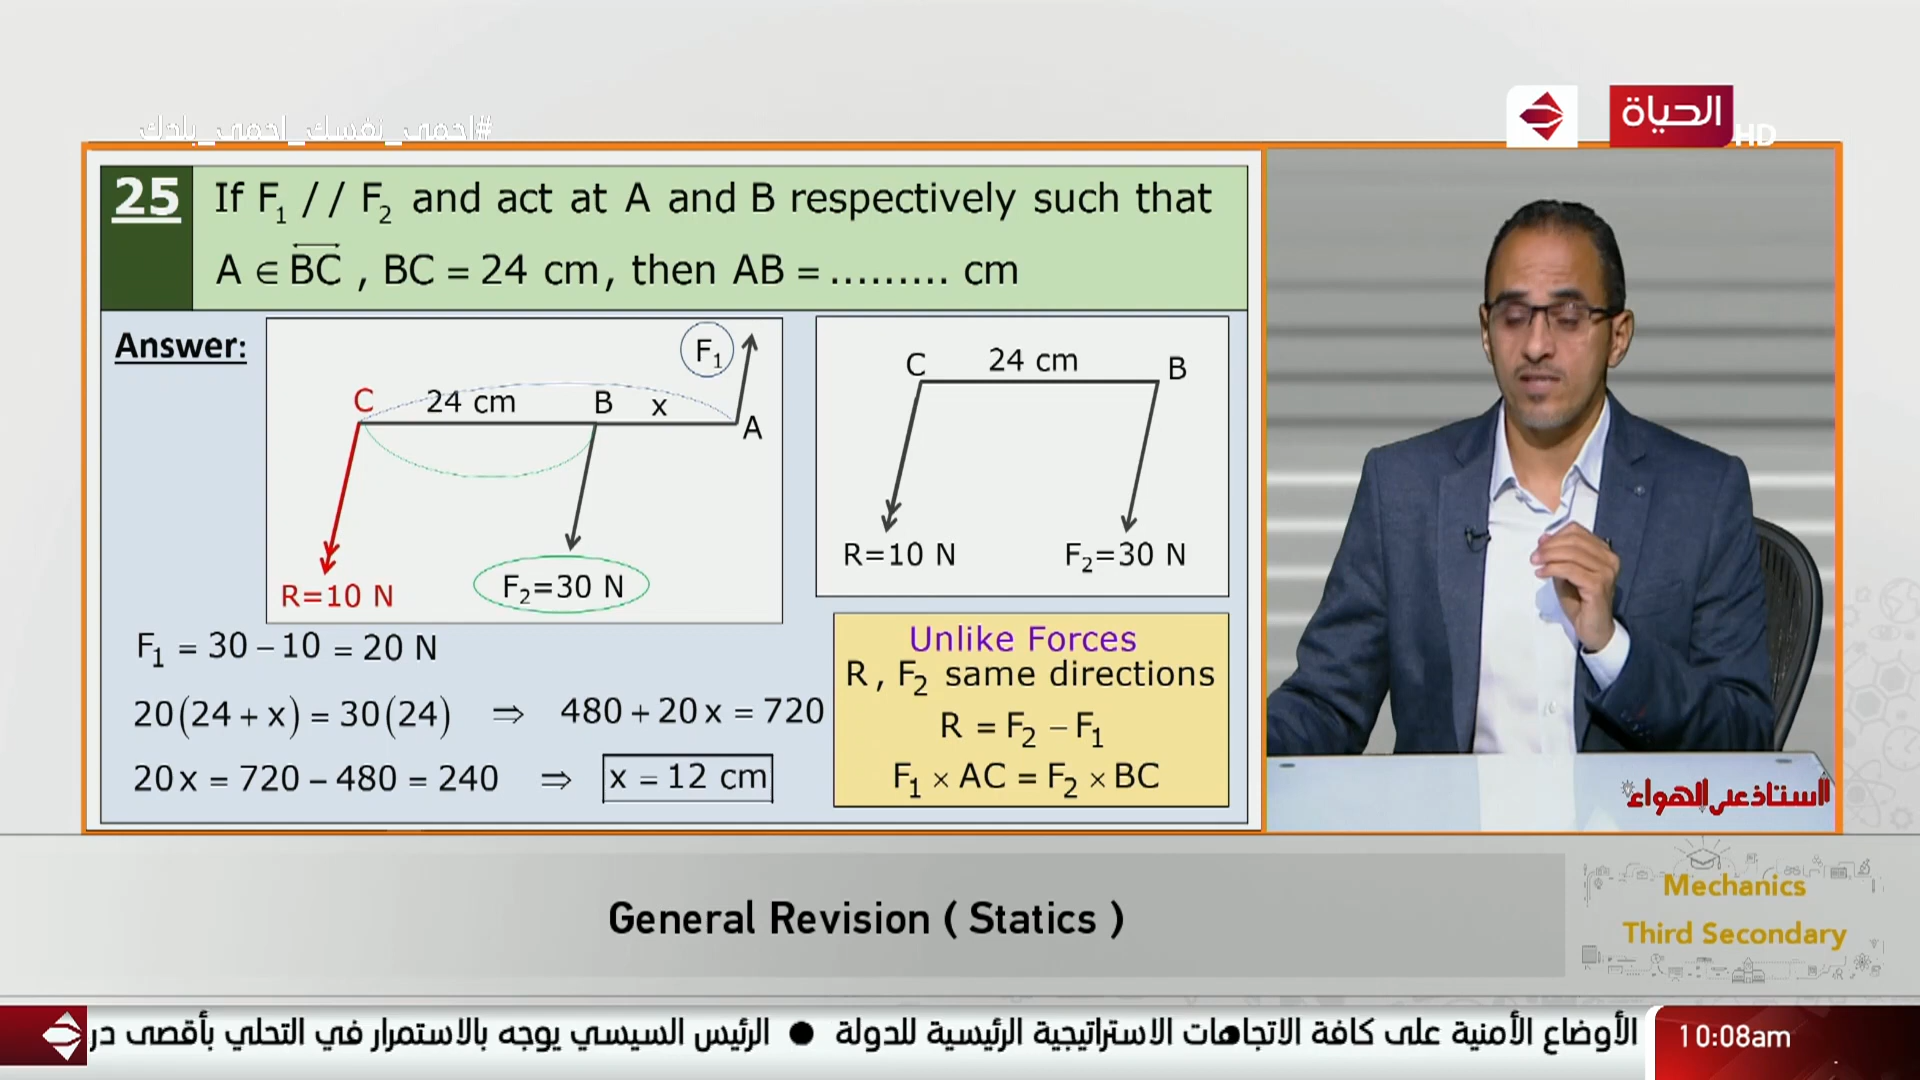 #احمي_نفسك_احمي_بلدك
الحياة
HD
25 If F₁ // F₂ and act at A and B respectively such that
A ∈ BC , BC = 24 cm, then AB = ......... cm
Answer:
F₁
C 24 cm B x
A
R=10 N
F₂=30 N
C 24 cm B
R=10 N F₂=30 N
F₁ = 30 – 10 = 20 N
20(24 + x) = 30(24) ⇒ 480 + 20x = 720
20x = 720 – 480 = 240 ⇒ x = 12 cm
Unlike Forces
R , F₂ same directions
R = F₂ – F₁
F₁ × AC = F₂ × BC
أستاذ على الهواء
General Revision ( Statics )
Mechanics
Third Secondary
الأوضاع الأمنية على كافة الاتجاهات الاستراتيجية الرئيسية للدولة ● الرئيس السيسي يوجه بالاستمرار في التحلي بأقصى در
10:08am